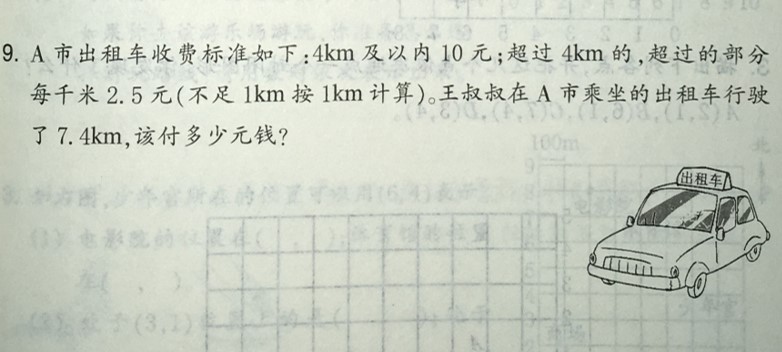 9. A 市出租车收费标准如下:4km 及以内 10 元;超过 4km 的,超过的部分
每千米 2.5 元(不足 1km 按 1km 计算)。王叔叔在 A 市乘坐的出租车行驶
了 7.4km,该付多少元钱?
出租车